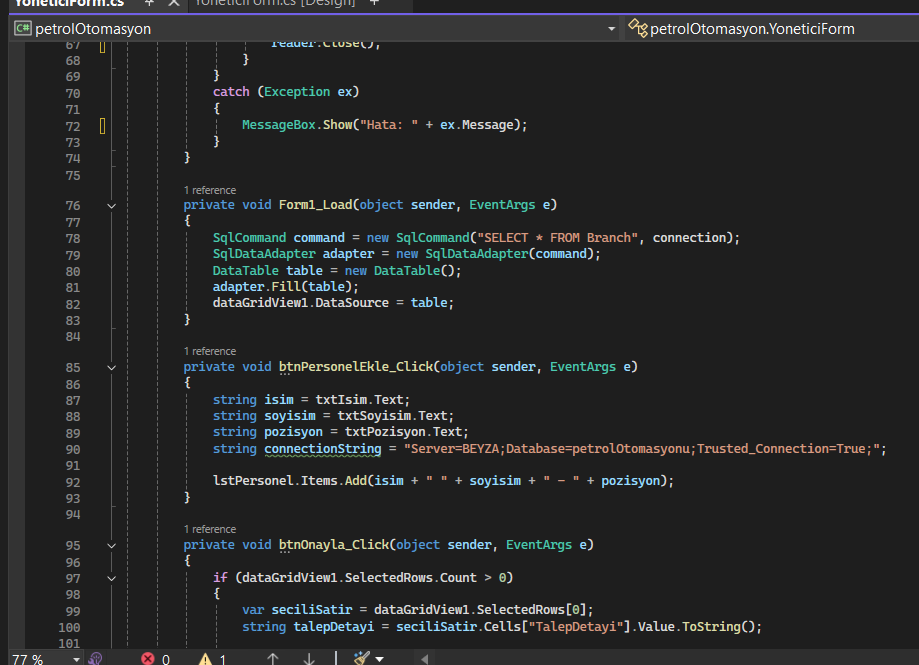 YoneticiForm.cs
YoneticiForm.cs [Design]
C# petrolOtomasyon
petrolOtomasyon.YoneticiForm
67 reader.Close();
68 }
69 }
70 catch (Exception ex)
71 {
72 MessageBox.Show("Hata: " + ex.Message);
73 }
74 }
75
1 reference
76 private void Form1_Load(object sender, EventArgs e)
77 {
78 SqlCommand command = new SqlCommand("SELECT * FROM Branch", connection);
79 SqlDataAdapter adapter = new SqlDataAdapter(command);
80 DataTable table = new DataTable();
81 adapter.Fill(table);
82 dataGridView1.DataSource = table;
83 }
84
1 reference
85 private void btnPersonelEkle_Click(object sender, EventArgs e)
86 {
87 string isim = txtIsim.Text;
88 string soyisim = txtSoyisim.Text;
89 string pozisyon = txtPozisyon.Text;
90 string connectionString = "Server=BEYZA;Database=petrolOtomasyonu;Trusted_Connection=True;";
91
92 lstPersonel.Items.Add(isim + " " + soyisim + " - " + pozisyon);
93 }
94
1 reference
95 private void btnOnayla_Click(object sender, EventArgs e)
96 {
97 if (dataGridView1.SelectedRows.Count > 0)
98 {
99 var seciliSatir = dataGridView1.SelectedRows[0];
100 string talepDetayi = seciliSatir.Cells["TalepDetayi"].Value.ToString();
101
77 % 0 1